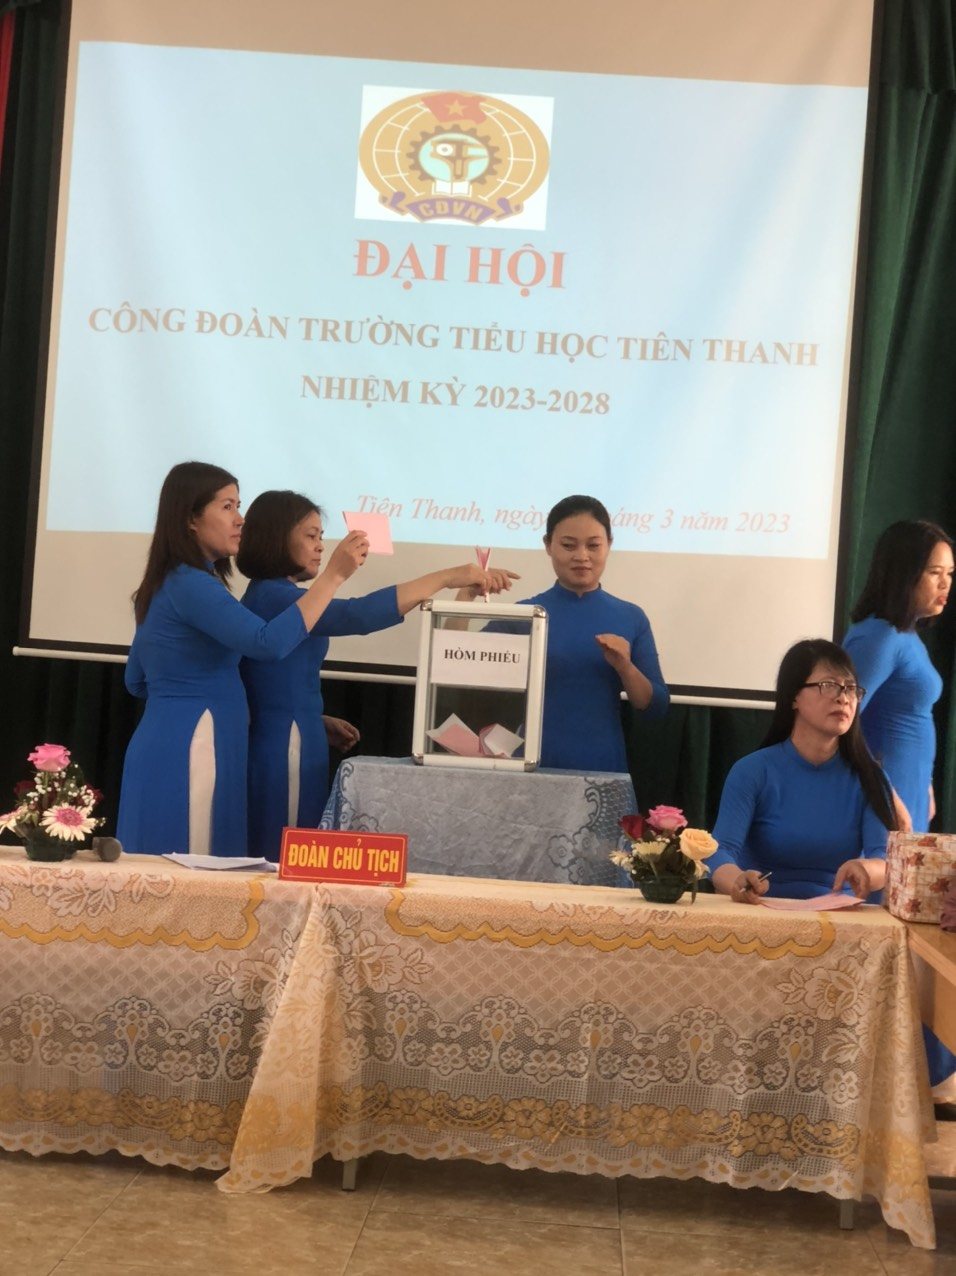 CĐVN
ĐẠI HỘI
CÔNG ĐOÀN TRƯỜNG TIỂU HỌC TIÊN THANH
NHIỆM KỲ 2023-2028
Tiên Thanh, ngày tháng 3 năm 2023
HÒM PHIẾU
ĐOÀN CHỦ TỊCH